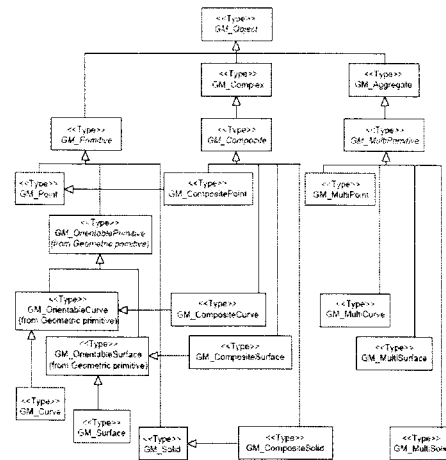 <<Type>>
GM_Object
<<Type>>
GM_Complex
<<Type>>
GM_Aggregate
<<Type>>
GM_Primitive
<<Type>>
GM_Composite
<<Type>>
GM_MultiPrimitive
<<Type>>
GM_Point
<<Type>>
GM_CompositePoint
<<Type>>
GM_MultiPoint
<<Type>>
GM_OrientablePrimitive
(from Geometric primitive)
<<Type>>
GM_OrientableCurve
(from Geometric primitive)
<<Type>>
GM_CompositeCurve
<<Type>>
GM_MultiCurve
<<Type>>
GM_OrientableSurface
(from Geometric primitive)
<<Type>>
GM_CompositeSurface
<<Type>>
GM_MultiSurface
<<Type>>
GM_Curve
<<Type>>
GM_Surface
<<Type>>
GM_Solid
<<Type>>
GM_CompositeSolid
<<Type>>
GM_MultiSolid